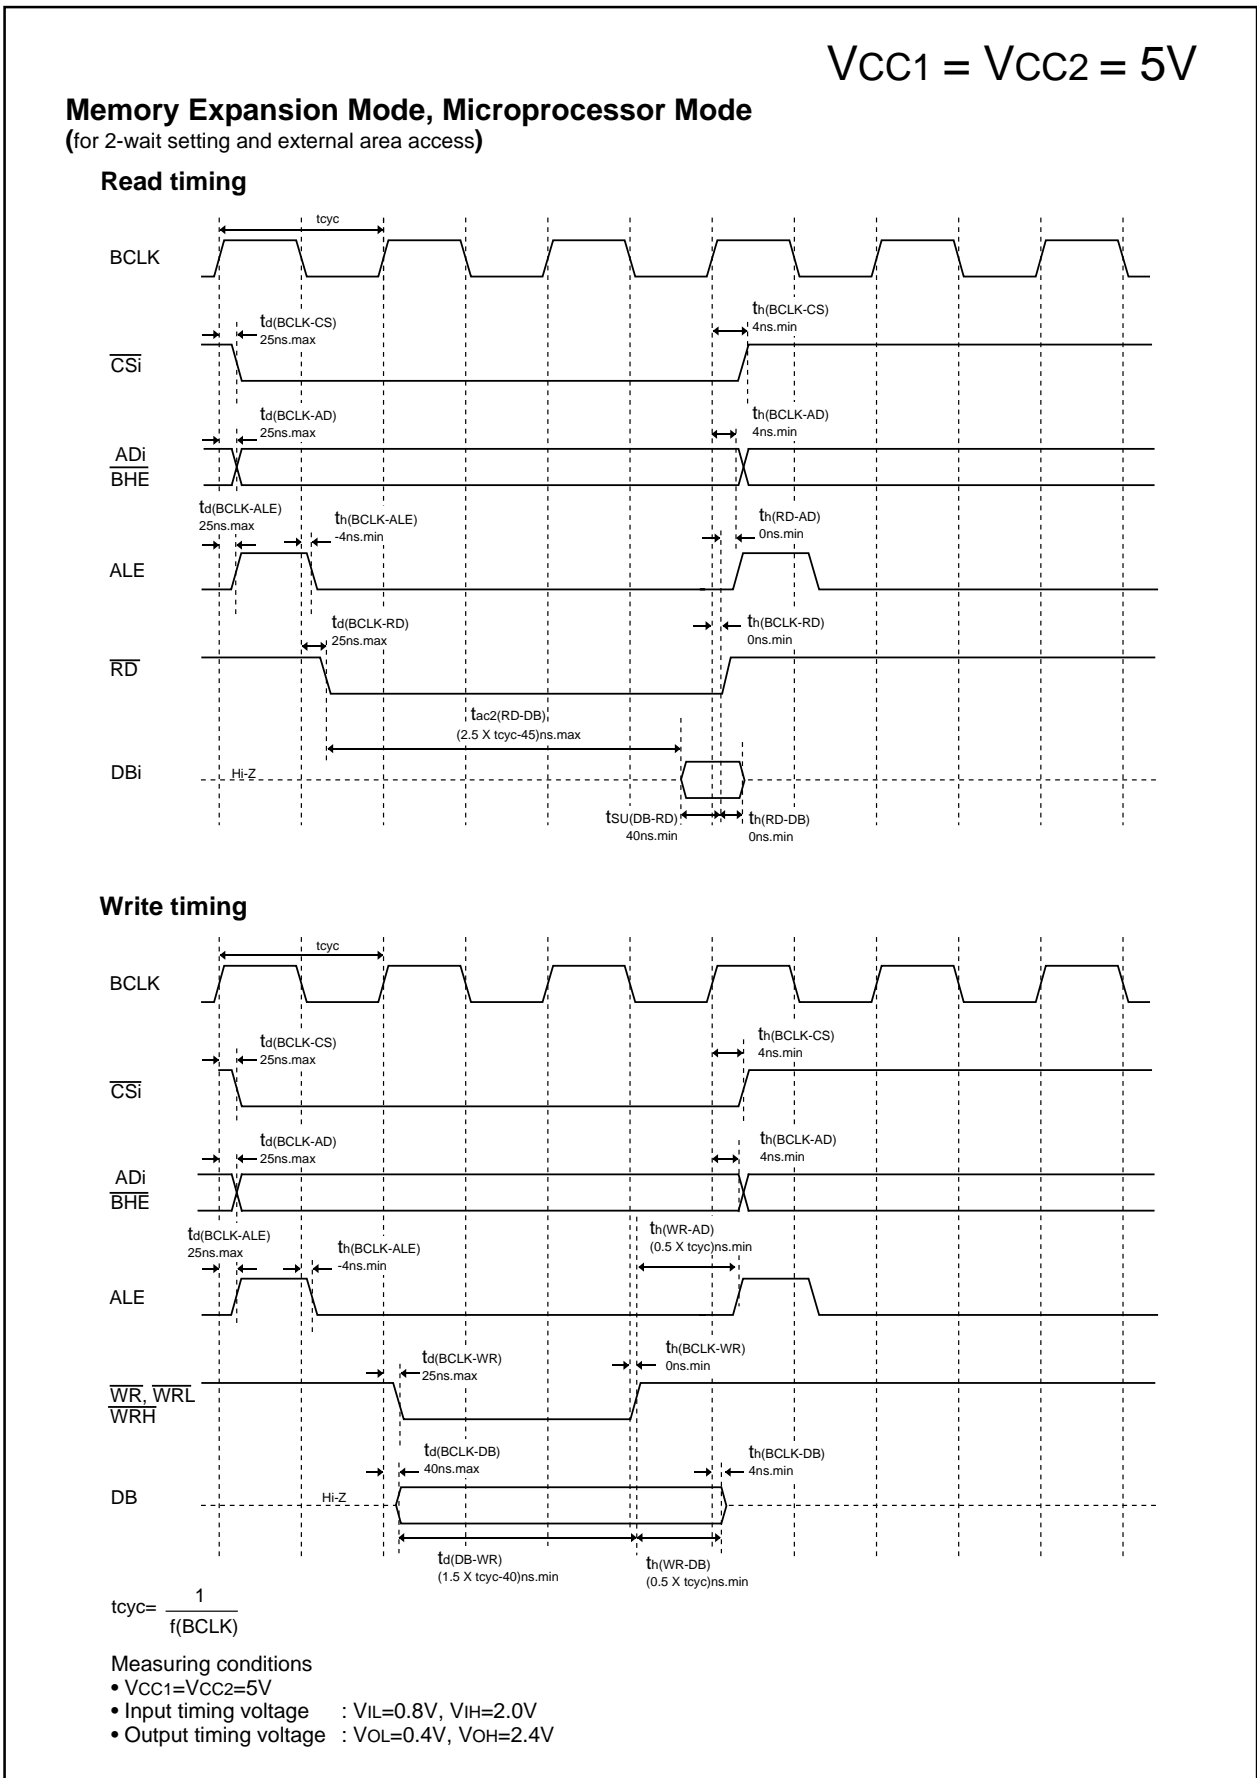 VCC1 = VCC2 = 5V
Memory Expansion Mode, Microprocessor Mode
(for 2-wait setting and external area access)
Read timing
tcyc
BCLK
td(BCLK-CS)
25ns.max
th(BCLK-CS)
4ns.min
CSi
td(BCLK-AD)
25ns.max
th(BCLK-AD)
4ns.min
ADi
BHE
td(BCLK-ALE)
25ns.max
th(BCLK-ALE)
-4ns.min
th(RD-AD)
0ns.min
ALE
td(BCLK-RD)
25ns.max
th(BCLK-RD)
0ns.min
RD
tac2(RD-DB)
(2.5 X tcyc-45)ns.max
DBi
Hi-Z
tSU(DB-RD)
40ns.min
th(RD-DB)
0ns.min
Write timing
tcyc
BCLK
td(BCLK-CS)
25ns.max
th(BCLK-CS)
4ns.min
CSi
td(BCLK-AD)
25ns.max
th(BCLK-AD)
4ns.min
ADi
BHE
td(BCLK-ALE)
25ns.max
th(BCLK-ALE)
-4ns.min
th(WR-AD)
(0.5 X tcyc)ns.min
ALE
td(BCLK-WR)
25ns.max
th(BCLK-WR)
0ns.min
WR, WRL
WRH
td(BCLK-DB)
40ns.max
th(BCLK-DB)
4ns.min
DB
Hi-Z
td(DB-WR)
(1.5 X tcyc-40)ns.min
th(WR-DB)
(0.5 X tcyc)ns.min
tcyc= 1
f(BCLK)
Measuring conditions
• VCC1=VCC2=5V
• Input timing voltage : VIL=0.8V, VIH=2.0V
• Output timing voltage : VOL=0.4V, VOH=2.4V